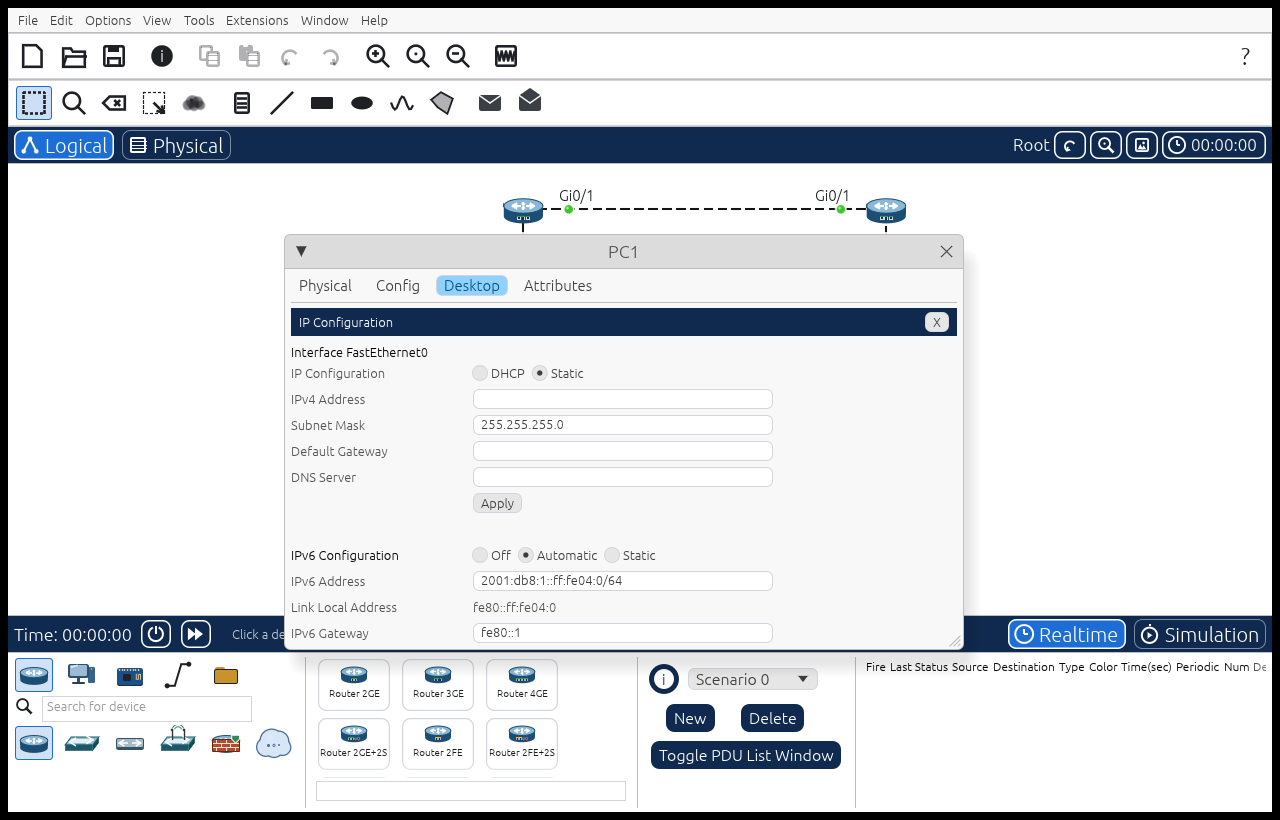 File Edit Options View Tools Extensions Window Help
?
Logical Physical Root 00:00:00
Gi0/1 Gi0/1
PC1
Physical Config Desktop Attributes
IP Configuration X
Interface FastEthernet0
IP Configuration DHCP Static
IPv4 Address
Subnet Mask 255.255.255.0
Default Gateway
DNS Server
Apply
IPv6 Configuration Off Automatic Static
IPv6 Address 2001:db8:1::ff:fe04:0/64
Link Local Address fe80::ff:fe04:0
IPv6 Gateway fe80::1
Time: 00:00:00 Click a de Realtime Simulation
Search for device
Router 2GE Router 3GE Router 4GE
Router 2GE+2S Router 2FE Router 2FE+2S
Scenario 0
New Delete
Toggle PDU List Window
Fire Last Status Source Destination Type Color Time(sec) Periodic Num De